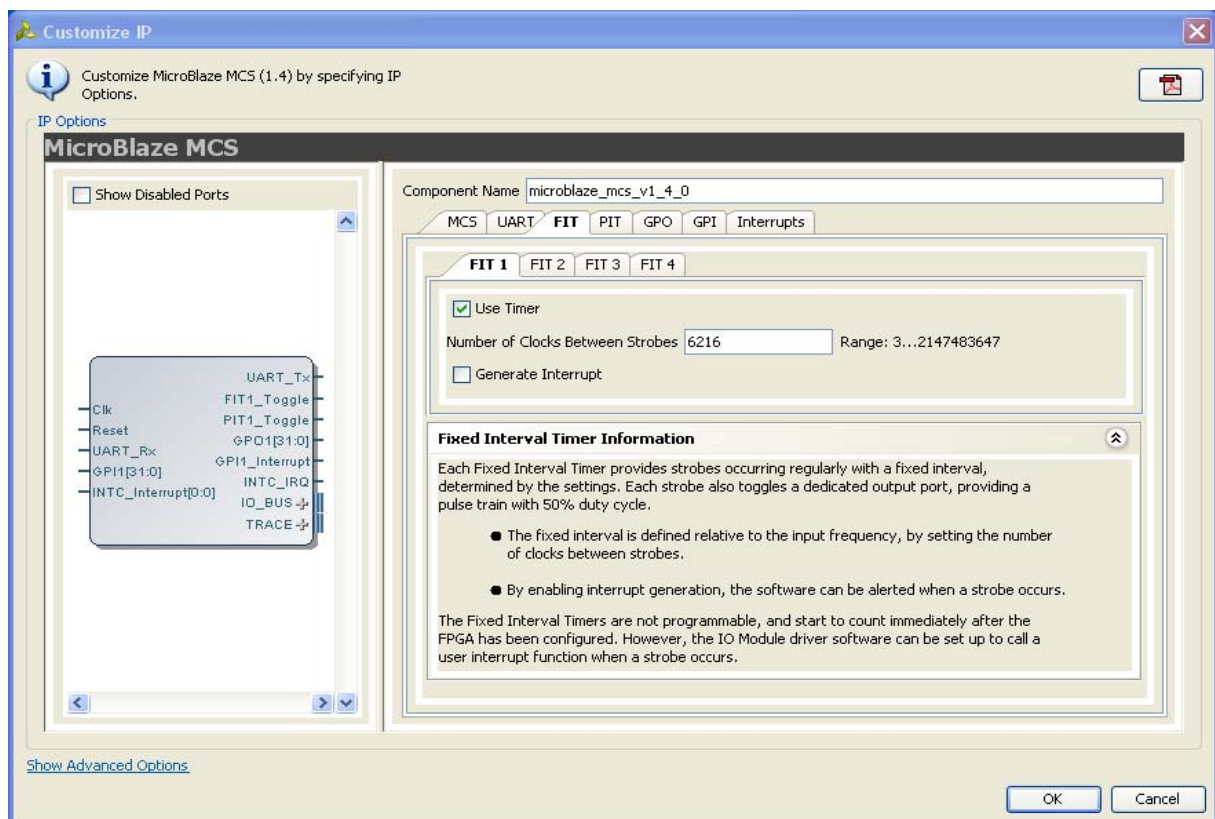 Customize IP
Customize MicroBlaze MCS (1.4) by specifying IP
Options.
IP Options
MicroBlaze MCS
Show Disabled Ports
UART_Tx
FIT1_Toggle
Clk
PIT1_Toggle
Reset
GPO1[31:0]
UART_Rx
GPI1_Interrupt
GPI1[31:0]
INTC_IRQ
INTC_Interrupt[0:0]
IO_BUS
TRACE
Component Name microblaze_mcs_v1_4_0
MCS UART FIT PIT GPO GPI Interrupts
FIT 1 FIT 2 FIT 3 FIT 4
Use Timer
Number of Clocks Between Strobes 6216 Range: 3...2147483647
Generate Interrupt
Fixed Interval Timer Information
Each Fixed Interval Timer provides strobes occurring regularly with a fixed interval,
determined by the settings. Each strobe also toggles a dedicated output port, providing a
pulse train with 50% duty cycle.
● The fixed interval is defined relative to the input frequency, by setting the number
of clocks between strobes.
● By enabling interrupt generation, the software can be alerted when a strobe occurs.
The Fixed Interval Timers are not programmable, and start to count immediately after the
FPGA has been configured. However, the IO Module driver software can be set up to call a
user interrupt function when a strobe occurs.
Show Advanced Options
OK Cancel